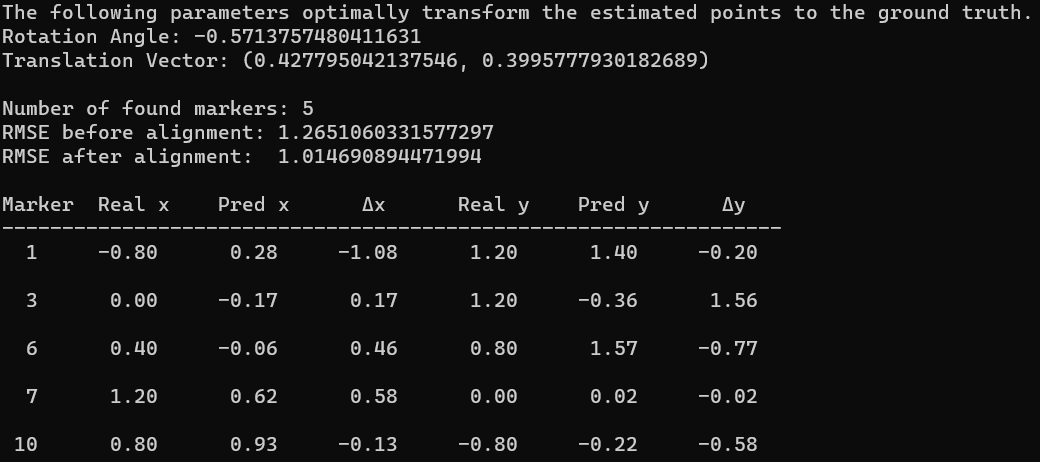 The following parameters optimally transform the estimated points to the ground truth.
Rotation Angle: -0.5713757480411631
Translation Vector: (0.427795042137546, 0.3995777930182689)
Number of found markers: 5
RMSE before alignment: 1.2651060331577297
RMSE after alignment:  1.014690894471994
Marker  Real x    Pred x      Δx      Real y    Pred y      Δy
-----------------------------------------------------------------
  1     -0.80      0.28     -1.08      1.20      1.40     -0.20
  3      0.00     -0.17      0.17      1.20     -0.36      1.56
  6      0.40     -0.06      0.46      0.80      1.57     -0.77
  7      1.20      0.62      0.58      0.00      0.02     -0.02
 10      0.80      0.93     -0.13     -0.80     -0.22     -0.58